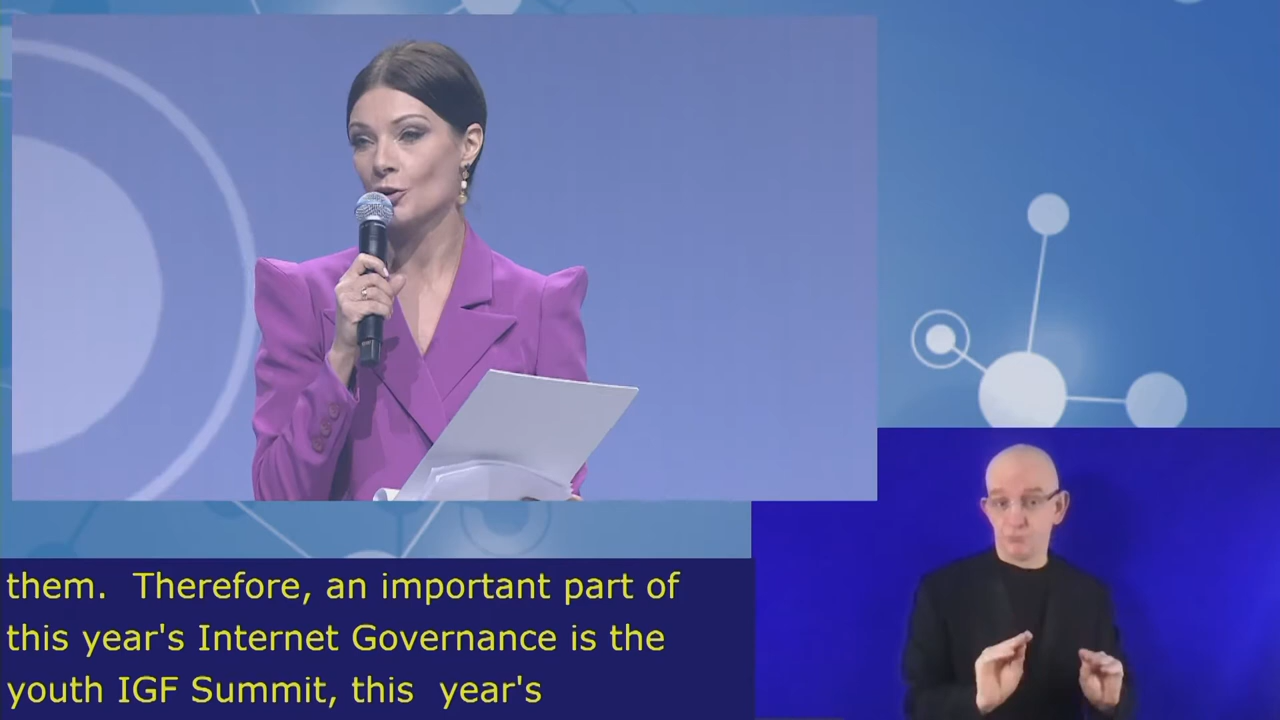 them.  Therefore, an important part of
this year's Internet Governance is the
youth IGF Summit, this  year's